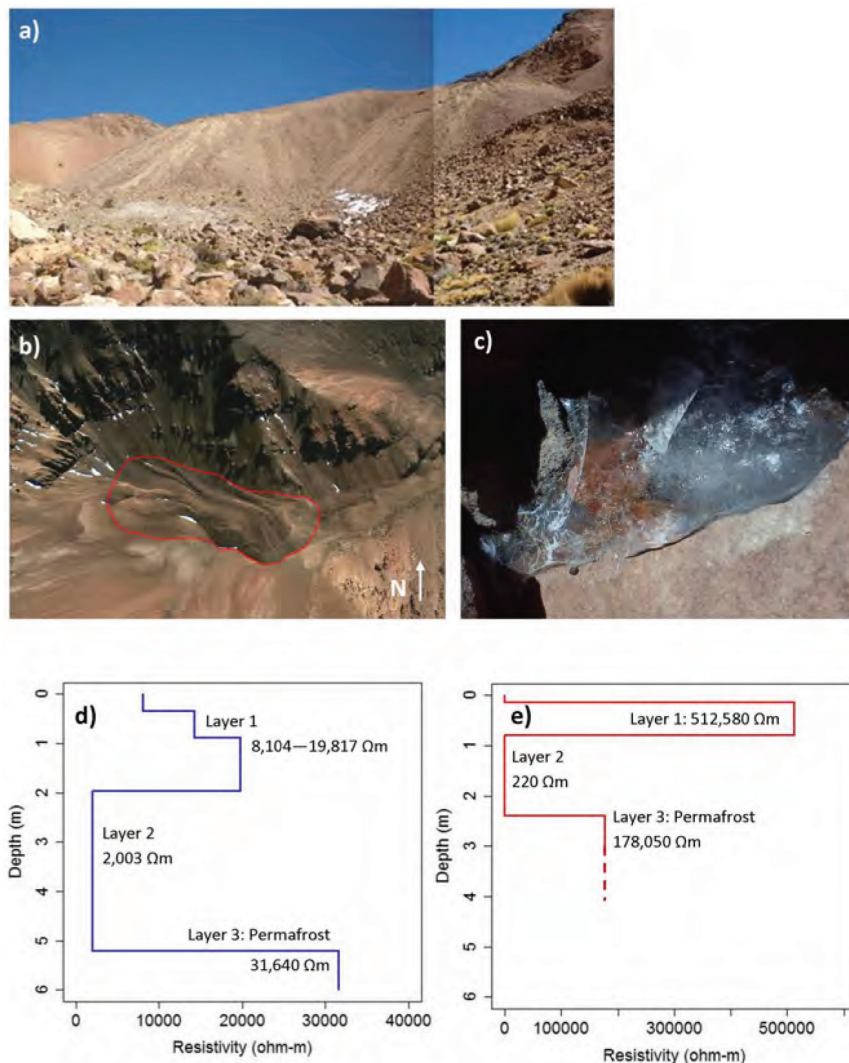 a)
b)
N
c)
d)
Layer 1
8,104—19,817 Ωm
Layer 2
2,003 Ωm
Layer 3: Permafrost
31,640 Ωm
0
1
2
3
4
5
6
Depth (m)
0
10000
20000
30000
40000
Resistivity (ohm-m)
e)
Layer 1: 512,580 Ωm
Layer 2
220 Ωm
Layer 3: Permafrost
178,050 Ωm
0
1
2
3
4
5
6
Depth (m)
0
100000
300000
500000
Resistivity (ohm-m)